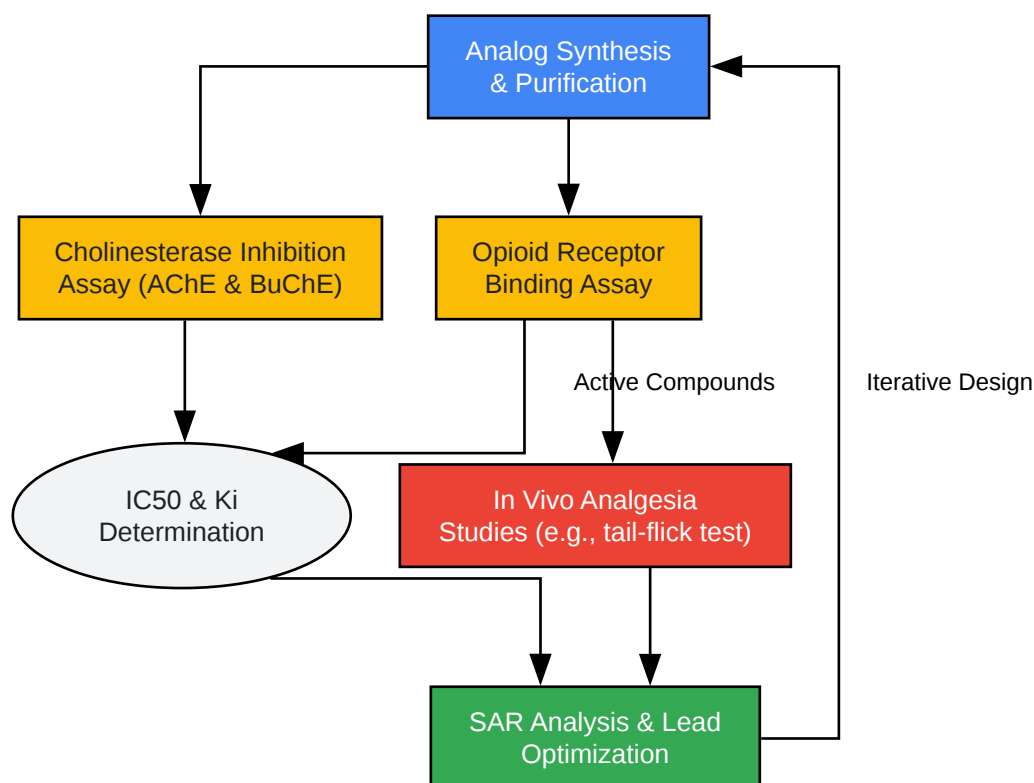 Analog Synthesis
& Purification
Cholinesterase Inhibition
Assay (AChE & BuChE)
Opioid Receptor
Binding Assay
Active Compounds
Iterative Design
IC50 & Ki
Determination
In Vivo Analgesia
Studies (e.g., tail-flick test)
SAR Analysis & Lead
Optimization